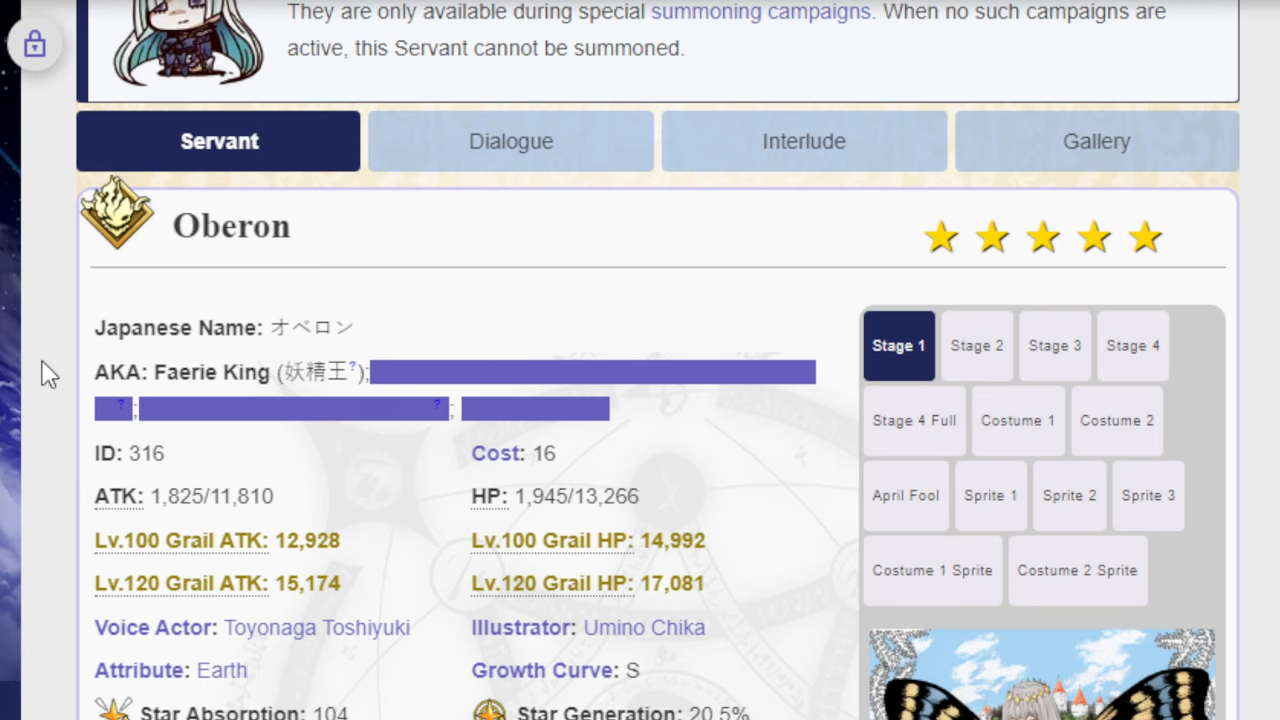 They are only available during special summoning campaigns. When no such campaigns are
active, this Servant cannot be summoned.
Servant Dialogue Interlude Gallery
Oberon
Japanese Name: オベロン
AKA: Faerie King (妖精王?);
?; ?;
ID: 316 Cost: 16
ATK: 1,825/11,810 HP: 1,945/13,266
Lv.100 Grail ATK: 12,928 Lv.100 Grail HP: 14,992
Lv.120 Grail ATK: 15,174 Lv.120 Grail HP: 17,081
Voice Actor: Toyonaga Toshiyuki Illustrator: Umino Chika
Attribute: Earth Growth Curve: S
Star Absorption: 104 Star Generation: 20.5%
Stage 1 Stage 2 Stage 3 Stage 4
Stage 4 Full Costume 1 Costume 2
April Fool Sprite 1 Sprite 2 Sprite 3
Costume 1 Sprite Costume 2 Sprite